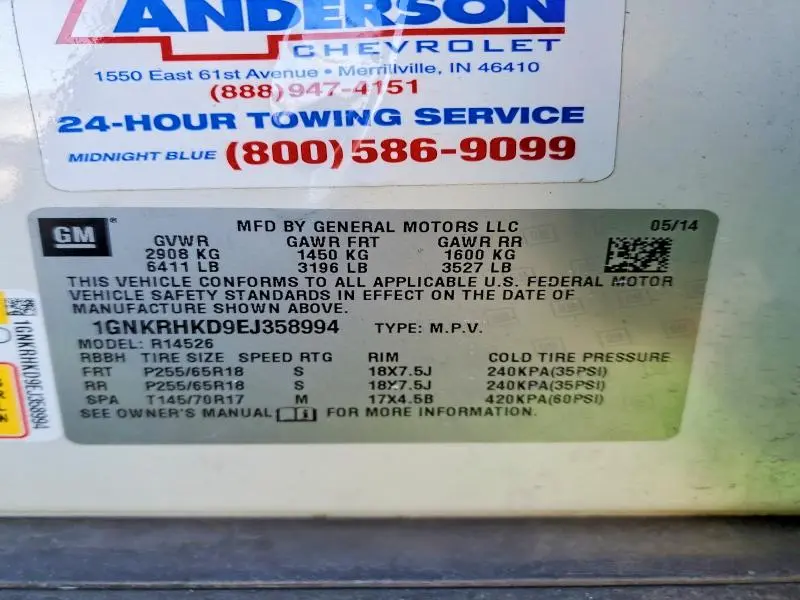 ANDERSON
CHEVROLET
1550 East 61st Avenue • Merrillville, IN 46410
(888) 947-4151
24-HOUR TOWING SERVICE
MIDNIGHT BLUE (800) 586-9099
GM ®
MFD BY GENERAL MOTORS LLC 05/14
GVWR GAWR FRT GAWR RR
2908 KG 1450 KG 1600 KG
6411 LB 3196 LB 3527 LB
THIS VEHICLE CONFORMS TO ALL APPLICABLE U.S. FEDERAL MOTOR
VEHICLE SAFETY STANDARDS IN EFFECT ON THE DATE OF
MANUFACTURE SHOWN ABOVE.
1GNKRHKD9EJ358994 TYPE: M.P.V.
MODEL: R14526
RBBH TIRE SIZE SPEED RTG RIM COLD TIRE PRESSURE
FRT P255/65R18 S 18X7.5J 240KPA(35PSI)
RR P255/65R18 S 18X7.5J 240KPA(35PSI)
SPA T145/70R17 M 17X4.5B 420KPA(60PSI)
SEE OWNER'S MANUAL FOR MORE INFORMATION.
1GNKRHKD9EJ358994